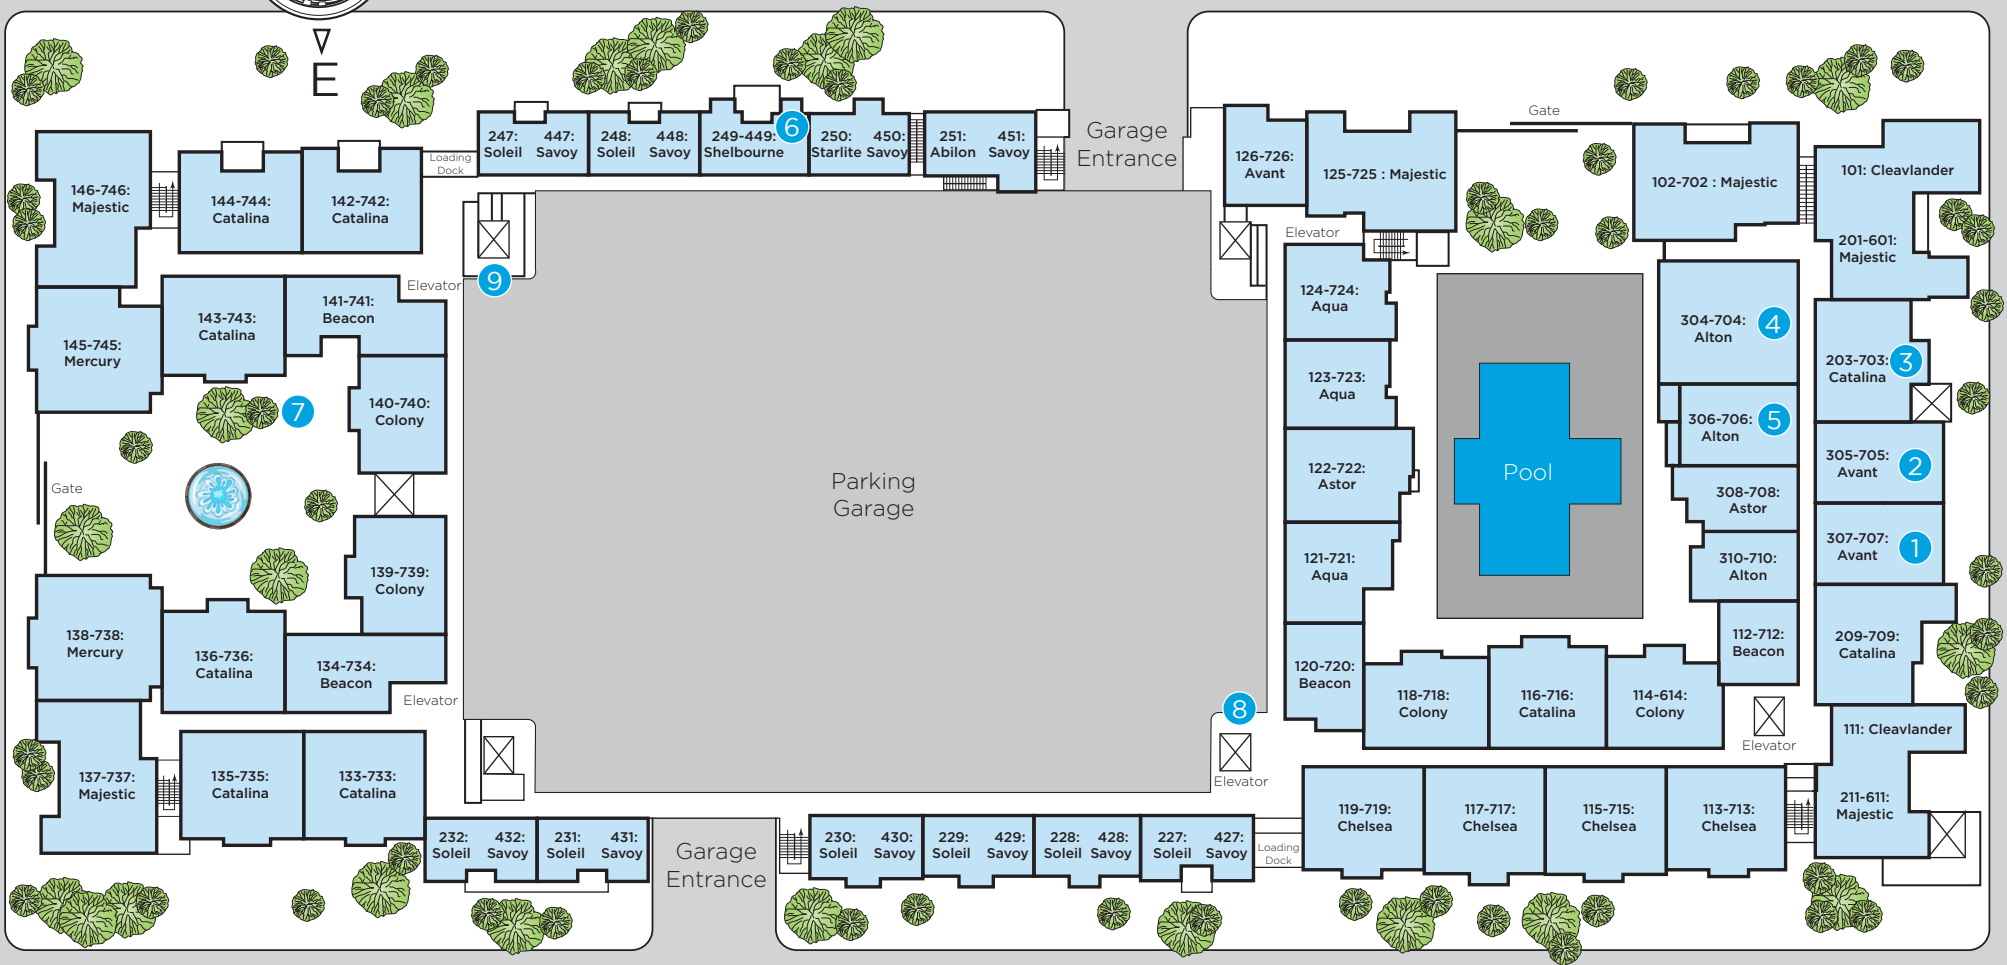 E
247:
Soleil
447:
Savoy
248:
Soleil
448:
Savoy
249-449:
Shelbourne
6
250:
Starlite
450:
Savoy
251:
Abilon
451:
Savoy
Garage
Entrance
Loading
Dock
146-746:
Majestic
144-744:
Catalina
142-742:
Catalina
126-726:
Avant
125-725 : Majestic
Gate
102-702 : Majestic
101: Cleavlander
201-601:
Majestic
Elevator
9
Elevator
145-745:
Mercury
143-743:
Catalina
141-741:
Beacon
140-740:
Colony
7
Gate
139-739:
Colony
138-738:
Mercury
136-736:
Catalina
134-734:
Beacon
Elevator
137-737:
Majestic
135-735:
Catalina
133-733:
Catalina
Parking
Garage
124-724:
Aqua
123-723:
Aqua
122-722:
Astor
121-721:
Aqua
120-720:
Beacon
Pool
304-704:
Alton
4
203-703:
Catalina
3
306-706:
Alton
5
305-705:
Avant
2
308-708:
Astor
307-707:
Avant
1
310-710:
Alton
112-712:
Beacon
209-709:
Catalina
118-718:
Colony
116-716:
Catalina
114-614:
Colony
8
Elevator
Elevator
111: Cleavlander
211-611:
Majestic
232:
Soleil
432:
Savoy
231:
Soleil
431:
Savoy
Garage
Entrance
230:
Soleil
430:
Savoy
229:
Soleil
429:
Savoy
228:
Soleil
428:
Savoy
227:
Soleil
427:
Savoy
Loading
Dock
119-719:
Chelsea
117-717:
Chelsea
115-715:
Chelsea
113-713:
Chelsea